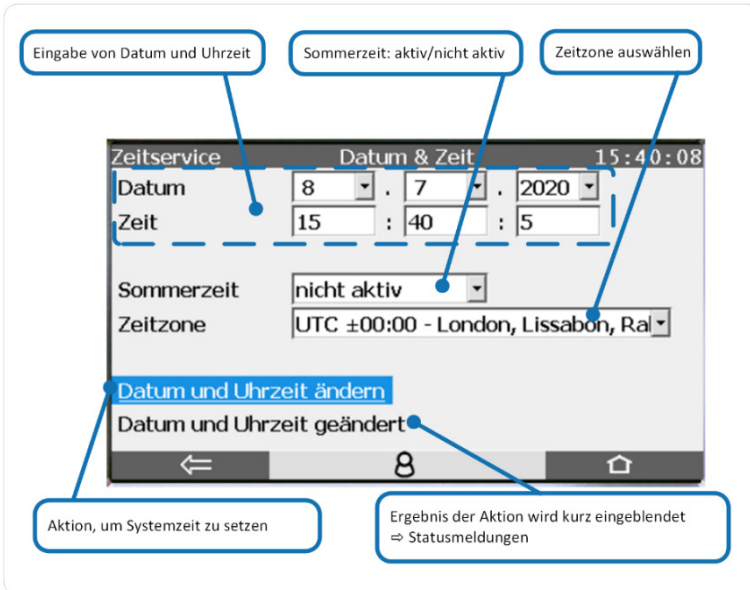 Eingabe von Datum und Uhrzeit
Sommerzeit: aktiv/nicht aktiv
Zeitzone auswählen
Zeitservice Datum & Zeit 15:40:08
Datum 8 . 7 . 2020
Zeit 15 : 40 : 5
Sommerzeit nicht aktiv
Zeitzone UTC ±00:00 - London, Lissabon, Ra
Datum und Uhrzeit ändern
Datum und Uhrzeit geändert
Aktion, um Systemzeit zu setzen
Ergebnis der Aktion wird kurz eingeblendet
⇨ Statusmeldungen